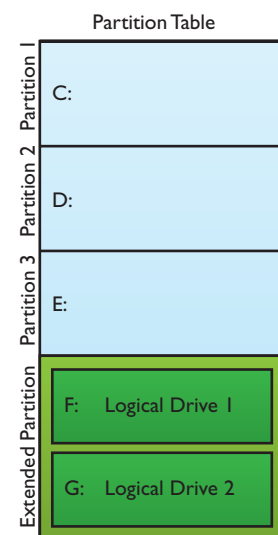 Partition Table
Partition 1
C:
Partition 2
D:
Partition 3
E:
Extended Partition
F: Logical Drive 1
G: Logical Drive 2